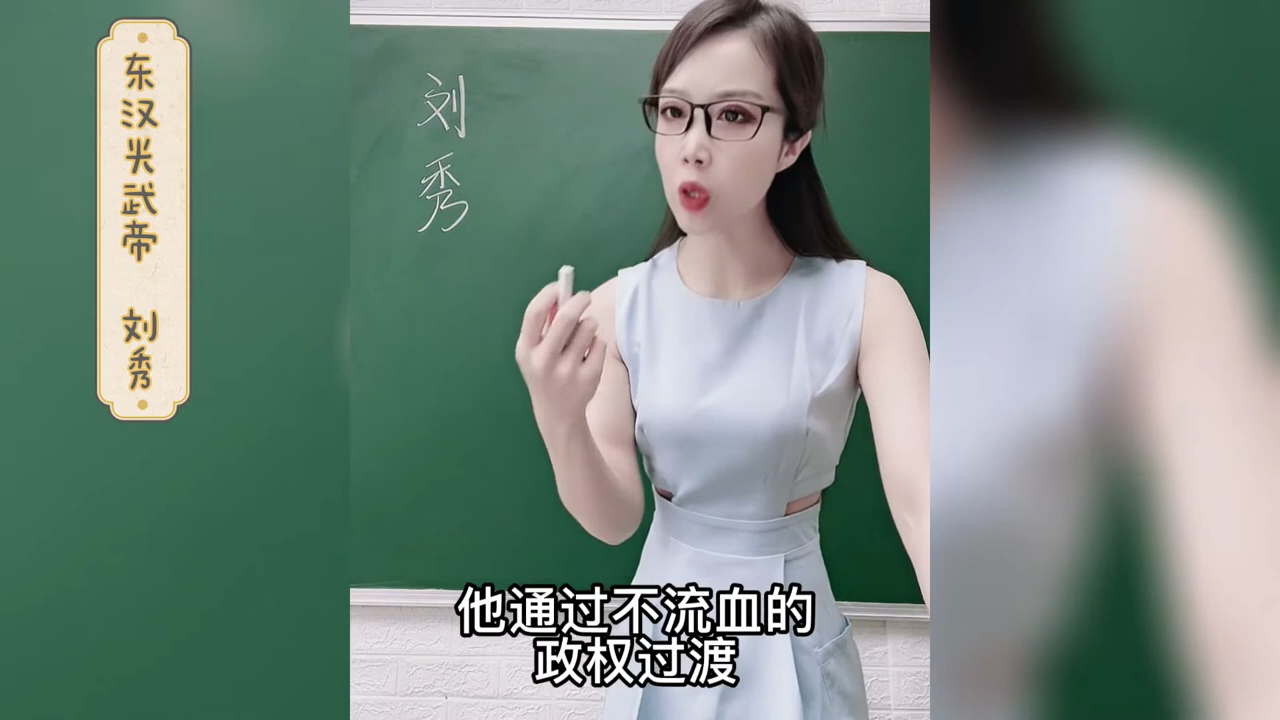 东汉光武帝 刘秀
刘秀
他通过不流血的
政权过渡